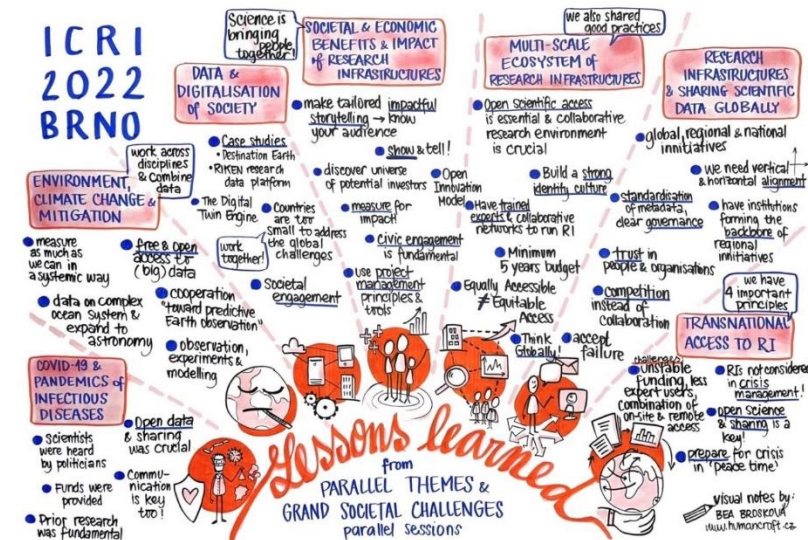 ICRI
2022
BRNO
Science is
bringing
people
together!
we also shared
good practices
SOCIETAL & ECONOMIC
BENEFITS & IMPACT
of RESEARCH
INFRASTRUCTURES
make tailored impactful
storytelling → know
your audience
show & tell!
discover universe
of potential investors
measure for
impact
civic engagement
is fundamental
use project
management
principles &
tools
Open
Innovation
Model
MULTI-SCALE
ECOSYSTEM of
RESEARCH INFRASTRUCTURES
Open scientific access
is essential & collaborative
research environment
is crucial
Build a strong
identify culture
Have trained
experts & collaborative
networks to run RI
Minimum
5 years budget
Equally Accessible
≠ Equitable
Access
Think
Globally!
accept
failure
RESEARCH
INFRASTRUCTURES
& SHARING SCIENTIFIC
DATA GLOBALLY
global, regional & national
innitiatives
we need vertical
& horizontal alignment
standardisation
of metadata,
clear governance
have institutions
forming the
backbone of
regional
innitiatives
trust in
people & organisations
competition
instead of
collaboration
we have
4 important
principles
TRANSNATIONAL
ACCESS TO RI
challenges
unstable
funding, less
expert users,
combination of
on-site & remote
access
RIs not considered
in crisis
management!
open science
& sharing is a
key!
prepare for crisis
in 'peace time'
DATA &
DIGITALISATION
of SOCIETY
Case studies
• Destination Earth
• RIKEN research
data platform
The Digital
Twin Engine
Countries
are too
small to address
the global
challenges
work
together!
Societal
engagement
work across
disciplines
& combine
data
ENVIRONMENT,
CLIMATE CHANGE &
MITIGATION
measure
as much as
we can in
a systemic way
free & open
access to
(big) data
data on complex
ocean system &
expand to
astronomy
cooperation
"toward predictive
Earth observation"
observation,
experiments &
modelling
COVID-19 &
PANDEMICS of
INFECTIOUS
DISEASES
Scientists
were heard
by politicians
Funds were
provided
Prior research
was fundamental
Open data
& sharing
was crucial
Commu-
nication
is key
too!
Lessons learned
from
PARALLEL THEMES &
GRAND SOCIETAL CHALLENGES
parallel sessions
visual notes by:
BEA BROSKOVA
www.humancraft.cz